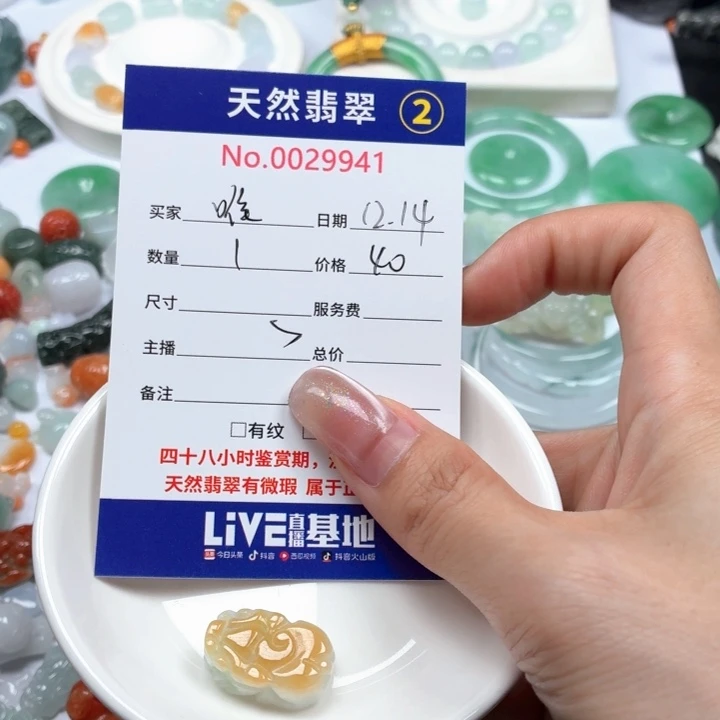 天然翡翠 2
No.0029941
买家 唯 日期 12.14
数量 1 价格 40
尺寸 服务费
主播 总价
备注
□有纹
四十八小时鉴赏期，
天然翡翠有微瑕 属于正
LIVE直播基地
今日头条 抖音 西瓜视频 抖音火山版